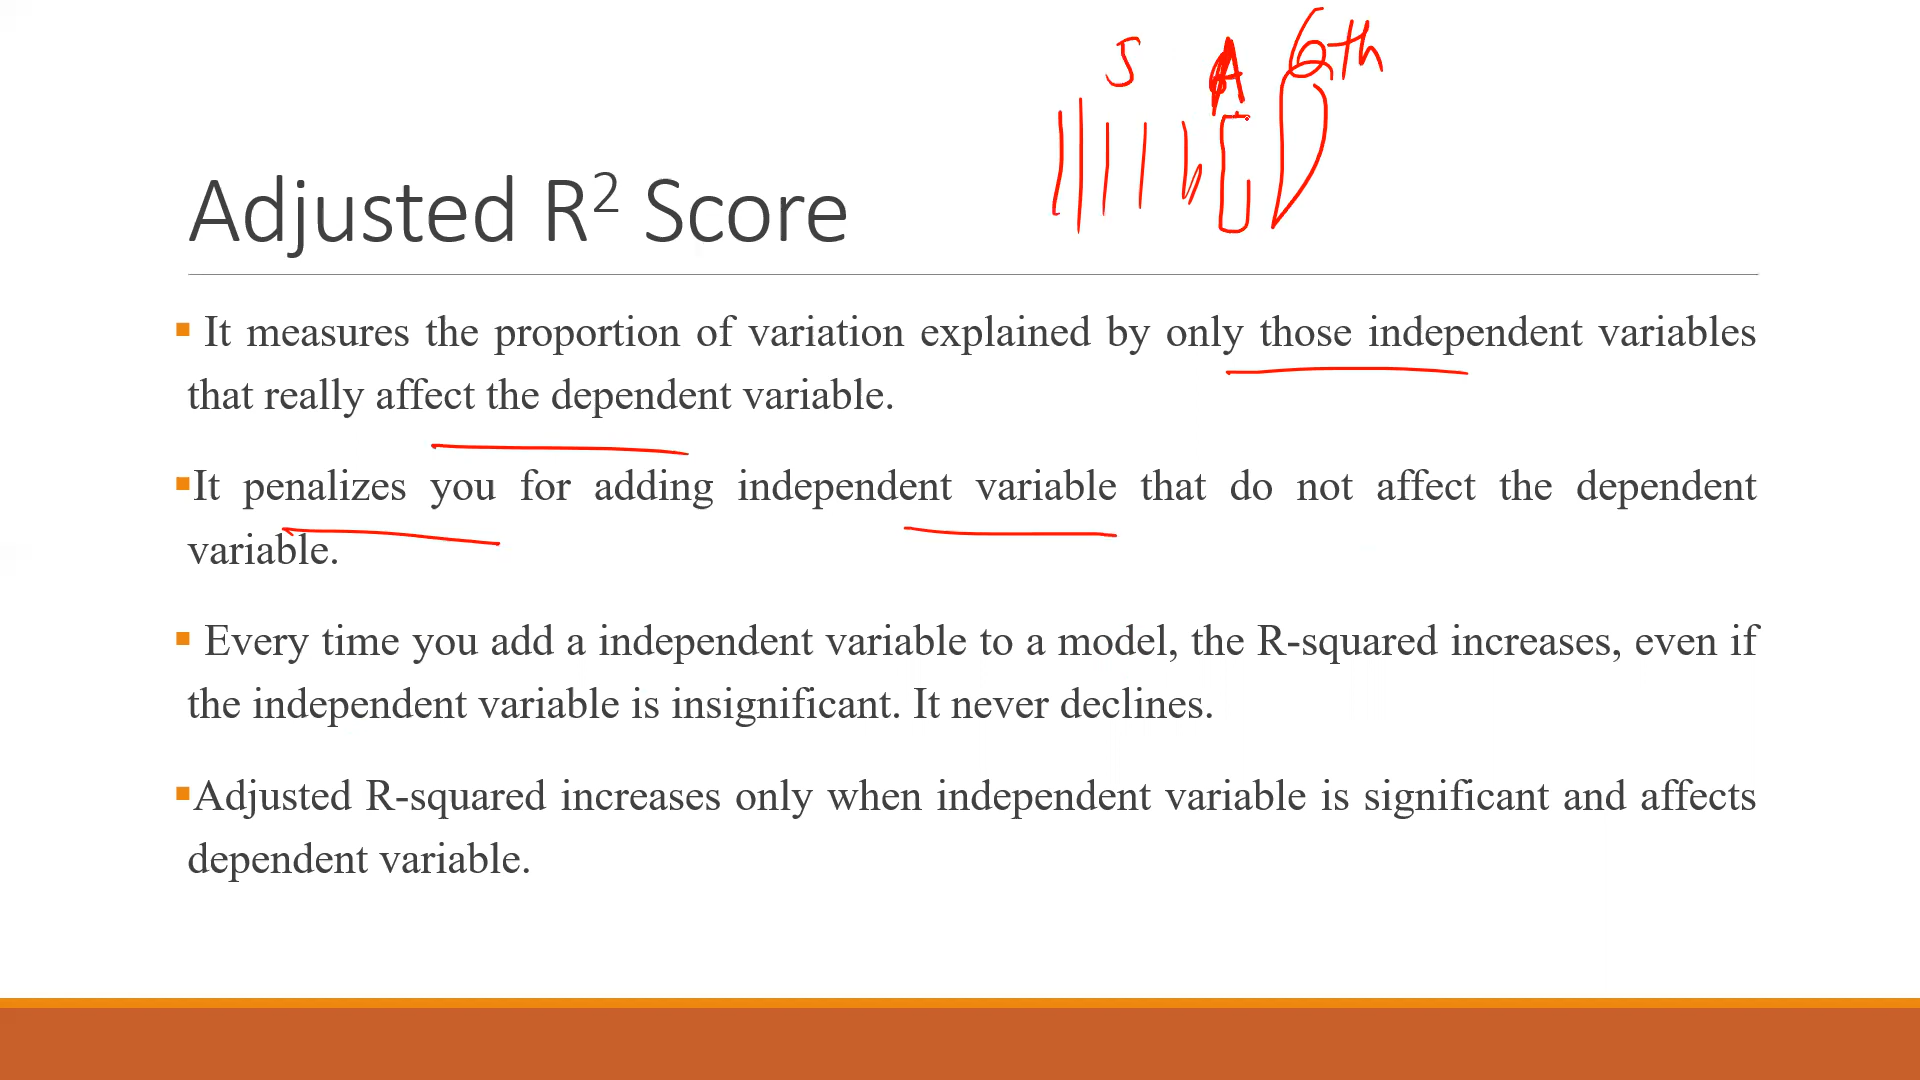 5 A 6th
Adjusted R² Score
It measures the proportion of variation explained by only those independent variables
that really affect the dependent variable.
It penalizes you for adding independent variable that do not affect the dependent
variable.
Every time you add a independent variable to a model, the R-squared increases, even if
the independent variable is insignificant. It never declines.
Adjusted R-squared increases only when independent variable is significant and affects
dependent variable.